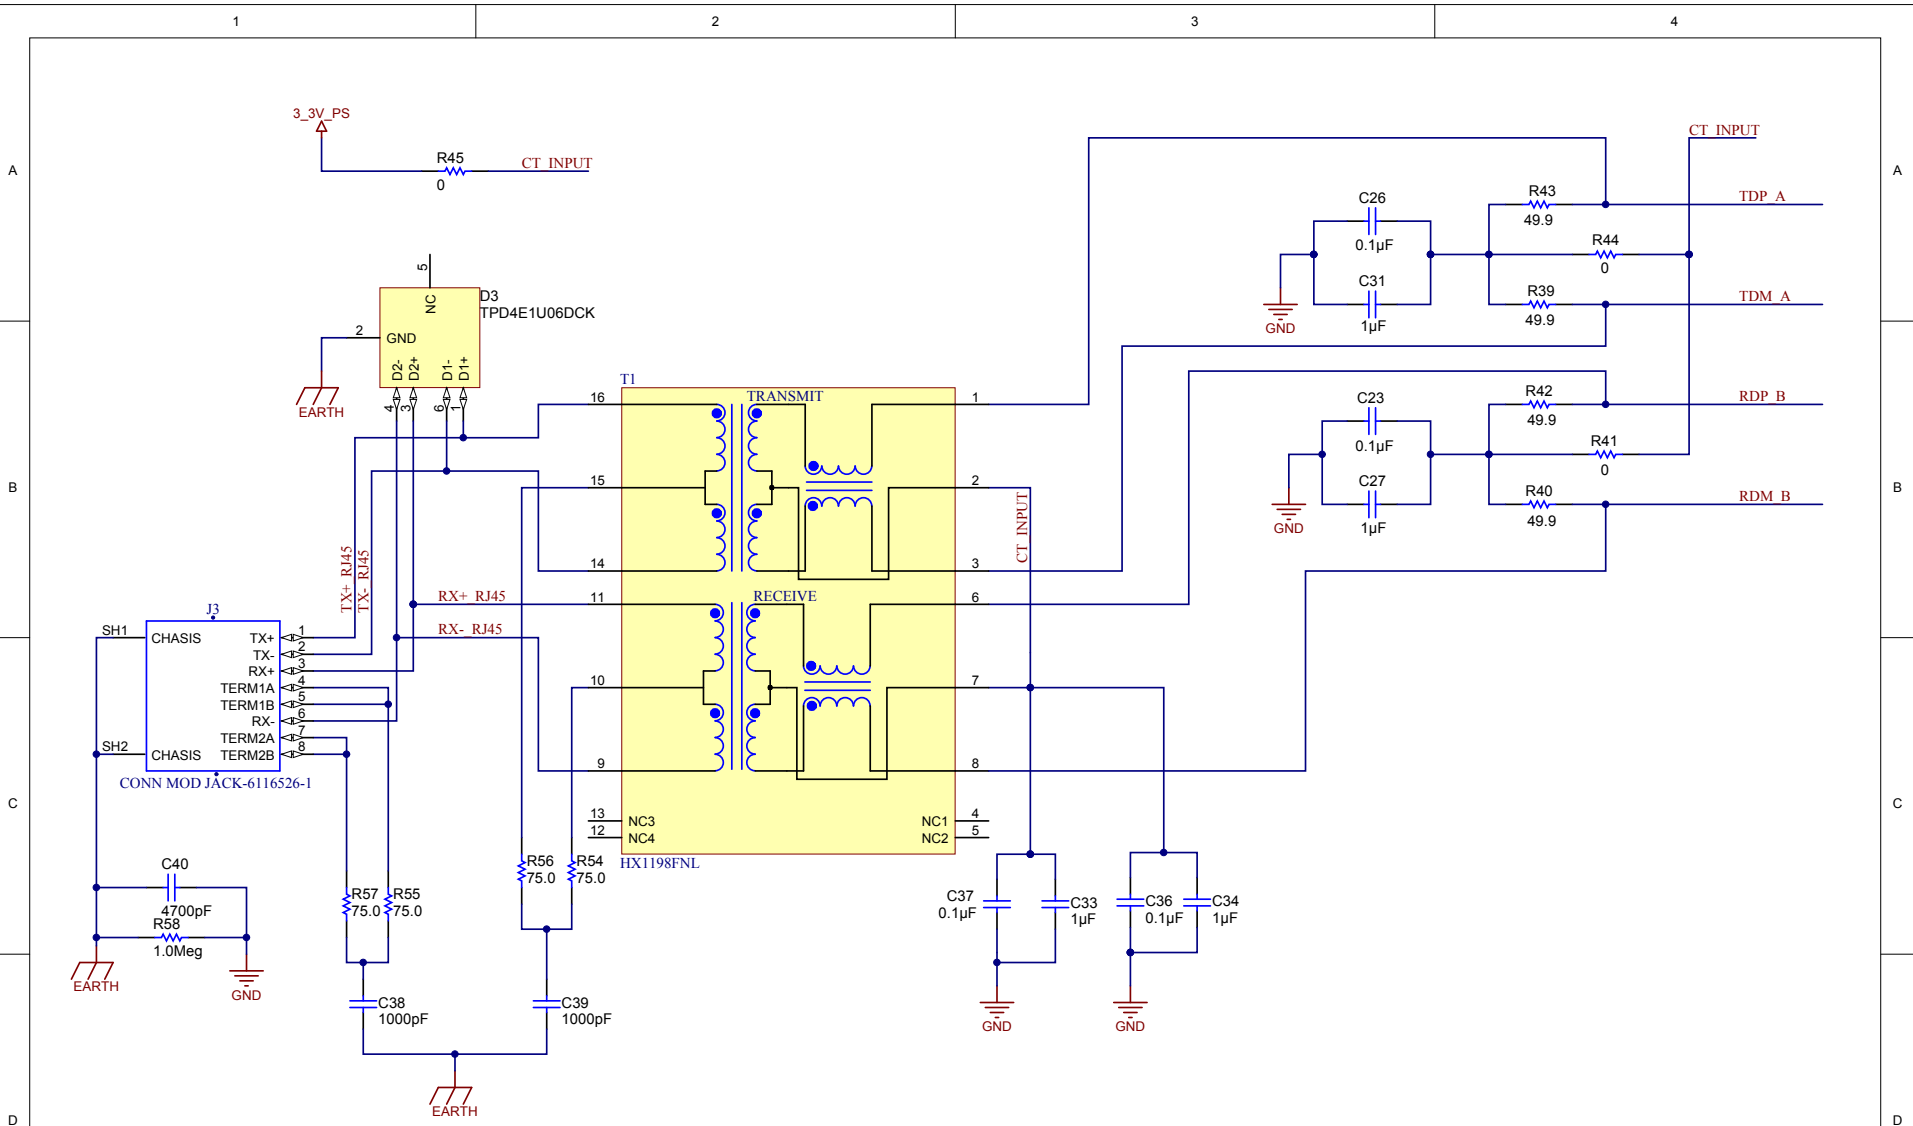 1
2
3
4
A
A
B
B
C
C
D
D
3_3V_PS
R45
0
CT_INPUT
5
NC
D3
TPD4E1U06DCK
2
GND
D2-
D2+
D1-
D1+
4
3
6
1
EARTH
TX+_RJ45
TX-_RJ45
RX+_RJ45
RX-_RJ45
J3
SH1
CHASIS
SH2
CHASIS
TX+
1
TX-
2
RX+
3
TERM1A
4
TERM1B
5
RX-
6
TERM2A
7
TERM2B
8
CONN MOD JACK-6116526-1
C40
4700pF
R58
1.0Meg
EARTH
GND
R57
75.0
R55
75.0
R56
75.0
R54
75.0
C38
1000pF
C39
1000pF
EARTH
T1
TRANSMIT
RECEIVE
16
15
14
11
10
9
13
NC3
12
NC4
1
2
3
6
7
8
NC1
4
NC2
5
HX1198FNL
CT_INPUT
C37
0.1µF
C33
1µF
GND
C36
0.1µF
C34
1µF
GND
CT_INPUT
C26
0.1µF
C31
1µF
GND
R43
49.9
R44
0
R39
49.9
TDP_A
TDM_A
C23
0.1µF
C27
1µF
GND
R42
49.9
R41
0
R40
49.9
RDP_B
RDM_B